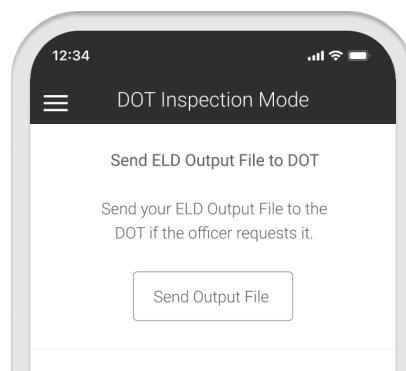 12:34
DOT Inspection Mode
Send ELD Output File to DOT
Send your ELD Output File to the
DOT if the officer requests it.
Send Output File